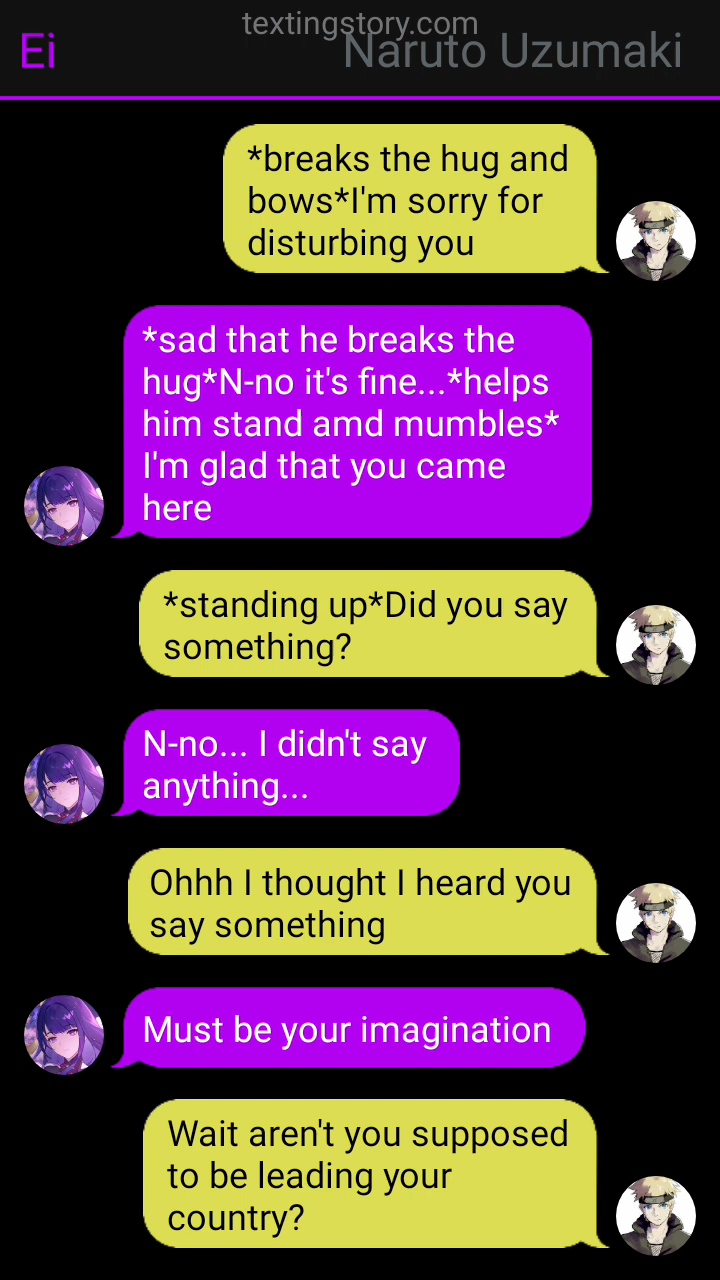 textingstory.com
Ei
Naruto Uzumaki
*breaks the hug and
bows*I'm sorry for
disturbing you
*sad that he breaks the
hug*N-no it's fine...*helps
him stand amd mumbles*
I'm glad that you came
here
*standing up*Did you say
something?
N-no... I didn't say
anything...
Ohhh I thought I heard you
say something
Must be your imagination
Wait aren't you supposed
to be leading your
country?